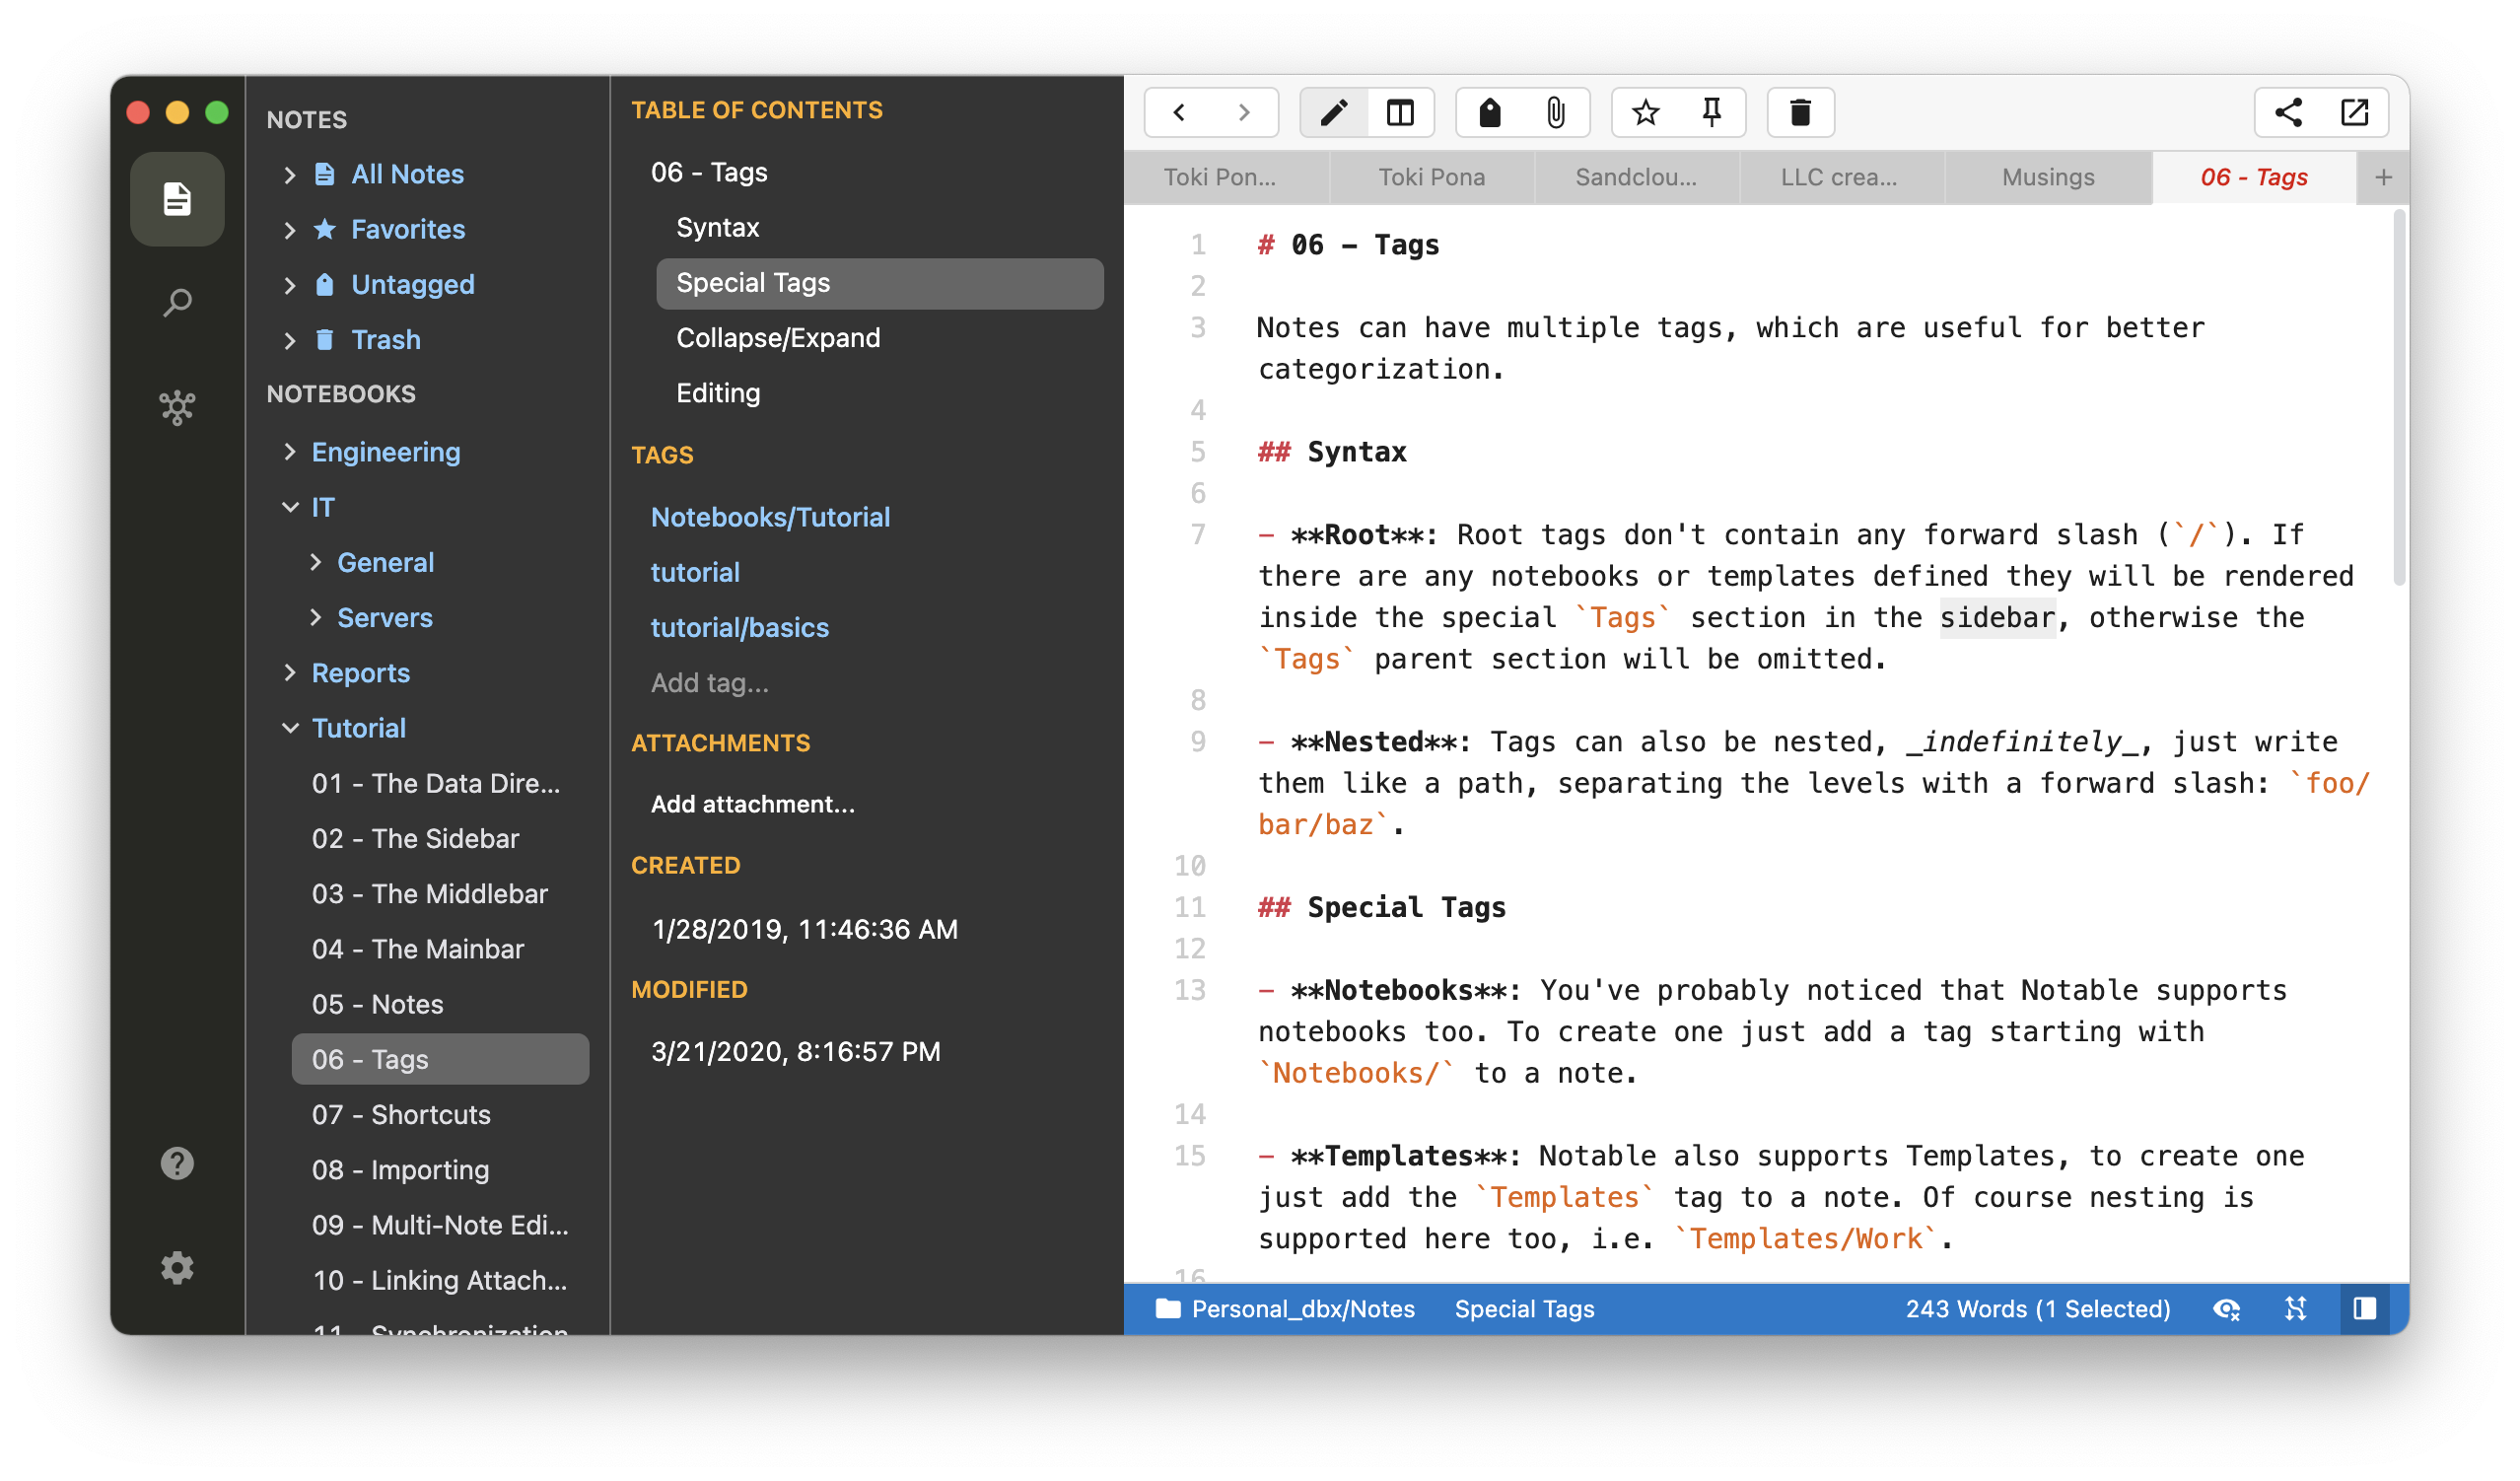 NOTES
All Notes
Favorites
Untagged
Trash
NOTEBOOKS
Engineering
IT
General
Servers
Reports
Tutorial
01 - The Data Dire...
02 - The Sidebar
03 - The Middlebar
04 - The Mainbar
05 - Notes
06 - Tags
07 - Shortcuts
08 - Importing
09 - Multi-Note Edi...
10 - Linking Attach...
11 - Synchronization
TABLE OF CONTENTS
06 - Tags
Syntax
Special Tags
Collapse/Expand
Editing
TAGS
Notebooks/Tutorial
tutorial
tutorial/basics
Add tag...
ATTACHMENTS
Add attachment...
CREATED
1/28/2019, 11:46:36 AM
MODIFIED
3/21/2020, 8:16:57 PM
Toki Pon... Toki Pona Sandclou... LLC crea... Musings 06 - Tags +
1 # 06 - Tags
2
3 Notes can have multiple tags, which are useful for better
categorization.
4
5 ## Syntax
6
7 - **Root**: Root tags don't contain any forward slash (`/`). If
there are any notebooks or templates defined they will be rendered
inside the special `Tags` section in the sidebar, otherwise the
`Tags` parent section will be omitted.
8
9 - **Nested**: Tags can also be nested, _indefinitely_, just write
them like a path, separating the levels with a forward slash: `foo/
bar/baz`.
10
11 ## Special Tags
12
13 - **Notebooks**: You've probably noticed that Notable supports
notebooks too. To create one just add a tag starting with
`Notebooks/` to a note.
14
15 - **Templates**: Notable also supports Templates, to create one
just add the `Templates` tag to a note. Of course nesting is
supported here too, i.e. `Templates/Work`.
16
Personal_dbx/Notes Special Tags 243 Words (1 Selected)